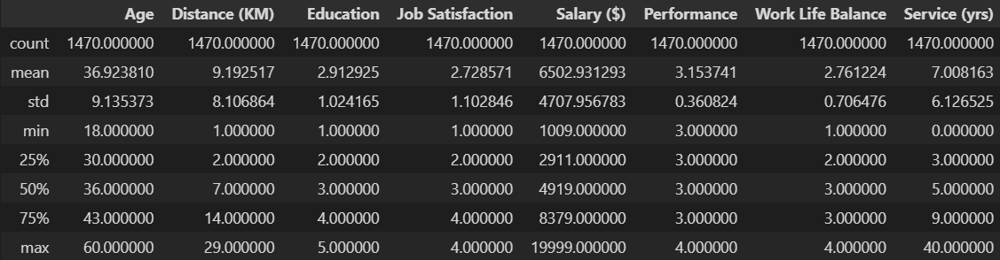 Age Distance (KM) Education Job Satisfaction Salary ($) Performance Work Life Balance Service (yrs)
count 1470.000000 1470.000000 1470.000000 1470.000000 1470.000000 1470.000000 1470.000000 1470.000000
mean 36.923810 9.192517 2.912925 2.728571 6502.931293 3.153741 2.761224 7.008163
std 9.135373 8.106864 1.024165 1.102846 4707.956783 0.360824 0.706476 6.126525
min 18.000000 1.000000 1.000000 1.000000 1009.000000 3.000000 1.000000 0.000000
25% 30.000000 2.000000 2.000000 2.000000 2911.000000 3.000000 2.000000 3.000000
50% 36.000000 7.000000 3.000000 3.000000 4919.000000 3.000000 3.000000 5.000000
75% 43.000000 14.000000 4.000000 4.000000 8379.000000 3.000000 3.000000 9.000000
max 60.000000 29.000000 5.000000 4.000000 19999.000000 4.000000 4.000000 40.000000